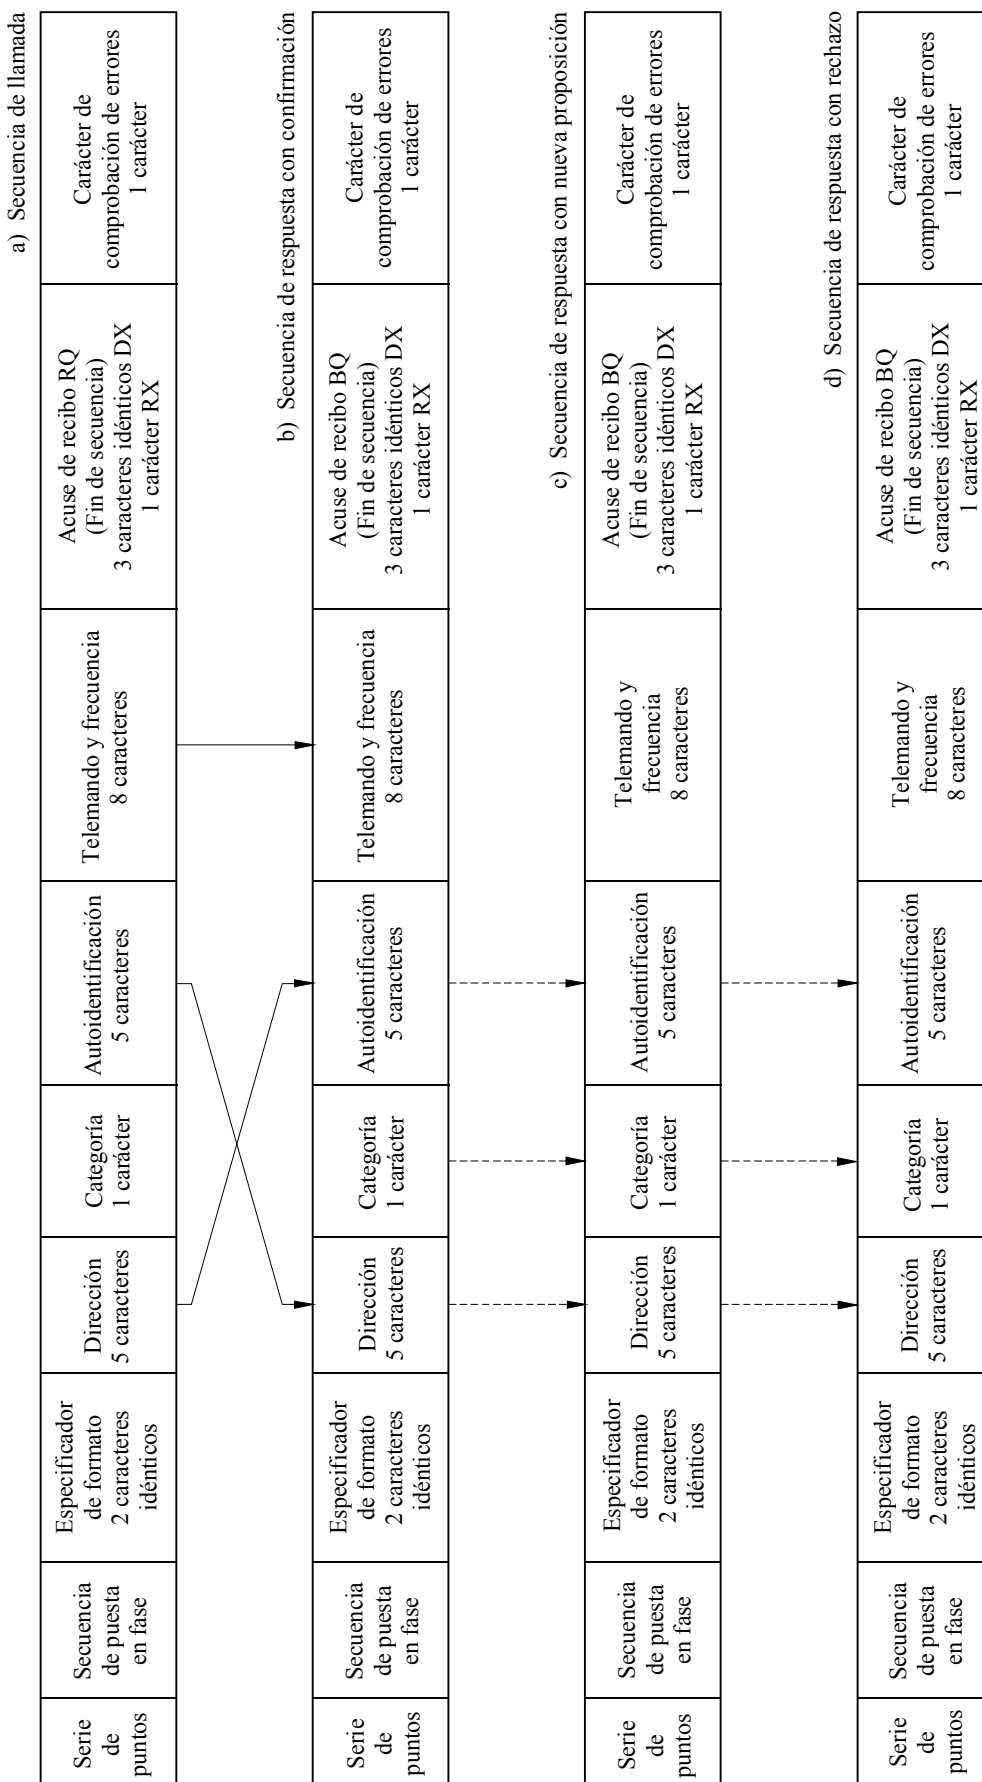 a) Secuencia de llamada
Serie
de
puntos
Secuencia
de puesta
en fase
Especificador
de formato
2 caracteres
idénticos
Dirección
5 caracteres
Categoría
1 carácter
Autoidentificación
5 caracteres
Telemando y frecuencia
8 caracteres
Acuse de recibo RQ
(Fin de secuencia)
3 caracteres idénticos DX
1 carácter RX
Carácter de
comprobación de errores
1 carácter
b) Secuencia de respuesta con confirmación
Serie
de
puntos
Secuencia
de puesta
en fase
Especificador
de formato
2 caracteres
idénticos
Dirección
5 caracteres
Categoría
1 carácter
Autoidentificación
5 caracteres
Telemando y frecuencia
8 caracteres
Acuse de recibo BQ
(Fin de secuencia)
3 caracteres idénticos DX
1 carácter RX
Carácter de
comprobación de errores
1 carácter
c) Secuencia de respuesta con nueva proposición
Serie
de
puntos
Secuencia
de puesta
en fase
Especificador
de formato
2 caracteres
idénticos
Dirección
5 caracteres
Categoría
1 carácter
Autoidentificación
5 caracteres
Telemando y
frecuencia
8 caracteres
Acuse de recibo BQ
(Fin de secuencia)
3 caracteres idénticos DX
1 carácter RX
Carácter de
comprobación de errores
1 carácter
d) Secuencia de respuesta con rechazo
Serie
de
puntos
Secuencia
de puesta
en fase
Especificador
de formato
2 caracteres
idénticos
Dirección
5 caracteres
Categoría
1 carácter
Autoidentificación
5 caracteres
Telemando y
frecuencia
8 caracteres
Acuse de recibo BQ
(Fin de secuencia)
3 caracteres idénticos DX
1 carácter RX
Carácter de
comprobación de errores
1 carácter